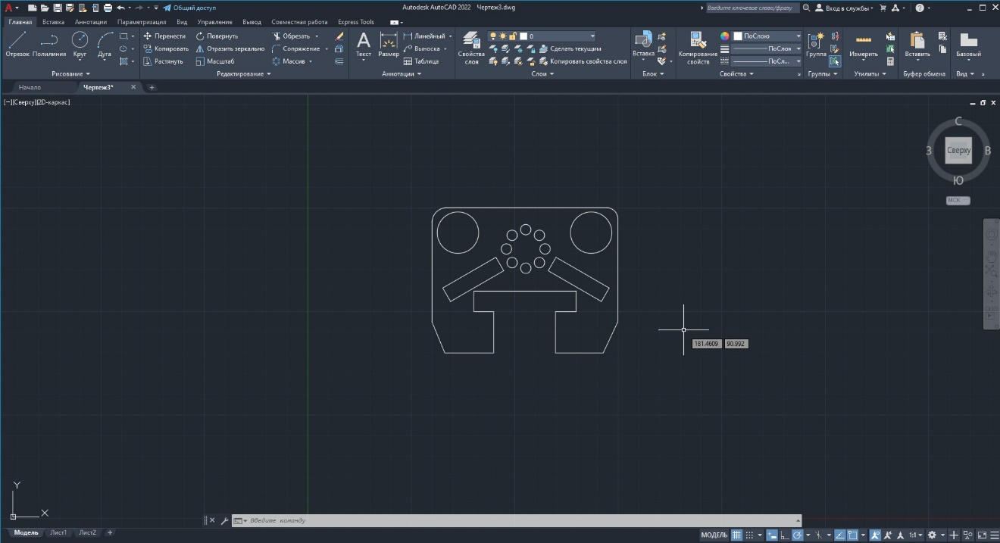 Общий доступ Autodesk AutoCAD 2022 Чертеж3.dwg Введите ключевое слово/фразу Вход в службы
Главная Вставка Аннотации Параметризация Вид Управление Вывод Совместная работа Express Tools
Отрезок Полилиния Круг Дуга
Перенести Повернуть Обрезать
Копировать Отразить зеркально Сопряжение
Растянуть Масштаб Массив
Текст Размер
Линейный
Выноска
Таблица
Свойства слоя
0
Сделать текущим
Копировать свойства слоя
Вставка
Копирование свойств
ПоСлою
ПоСлою
ПоСл...
Группа Измерить Вставить Базовый
Рисование Редактирование Аннотации Слои Блок Свойства Группы Утилиты Буфер обмена Вид
Начало Чертеж3*
[−][Сверху][2D-каркас]
С
З Сверху В
Ю
МСК
181.4609 90.992
Y
X
Введите команду
Модель Лист1 Лист2 + МОДЕЛЬ 1:1